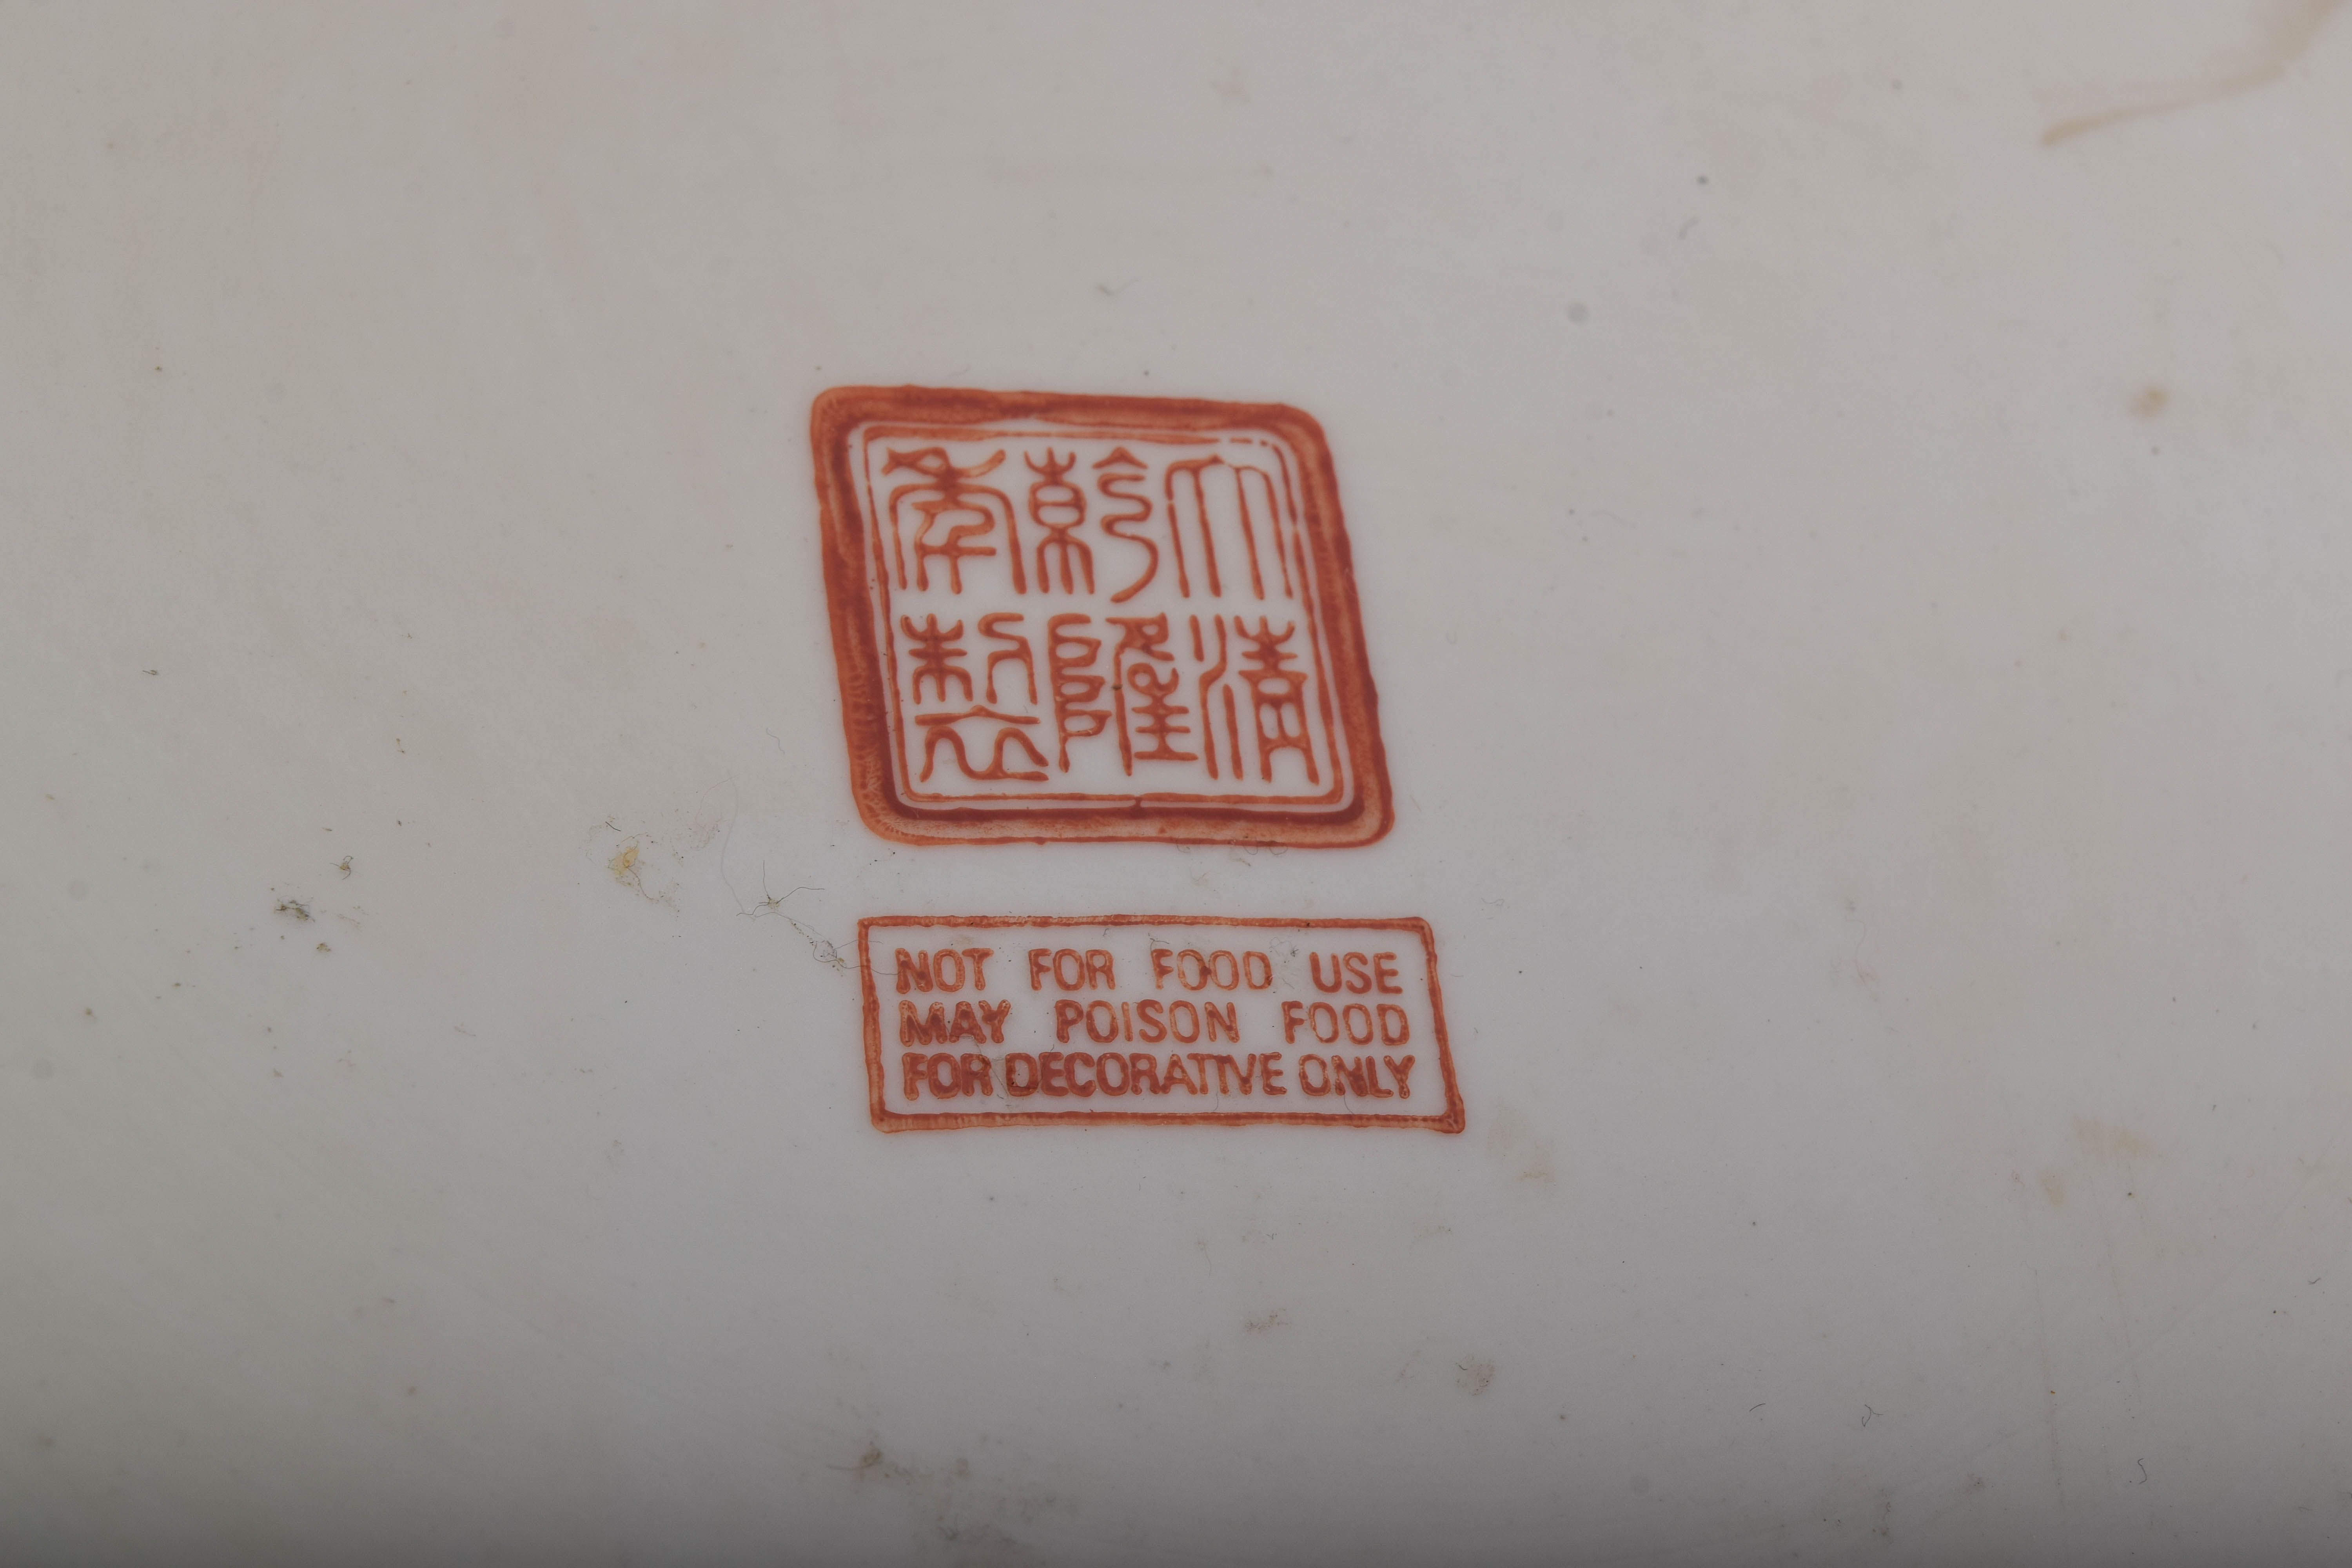 大清
乾隆
年製
NOT FOR FOOD USE
MAY POISON FOOD
FOR DECORATIVE ONLY